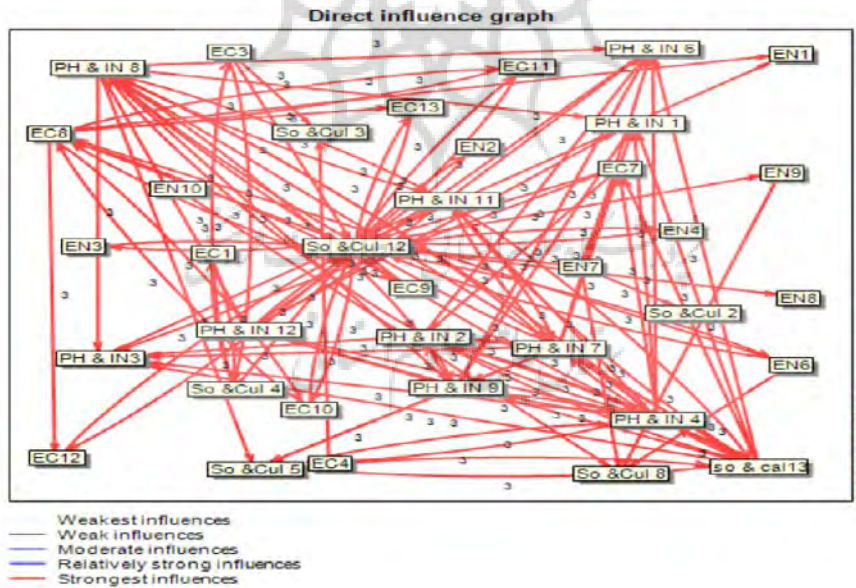 Direct influence graph
EC3
PH & IN 6
EN1
PH & IN 8
EC11
EC13
EC8
So &Cul 3
PH & IN 1
EN2
EC7
EN9
EN10
PH & IN 11
EN3
EC1
So &Cul 12
EN4
EN7
EC9
EN8
So &Cul 2
PH & IN 12
PH & IN 2
PH & IN 7
PH & IN3
EN6
So &Cul 4
PH & IN 9
EC10
PH & IN 4
EC12
So &Cul 5
EC4
So &Cul 8
so & cal13
Weakest influences
Weak influences
Moderate influences
Relatively strong influences
Strongest influences